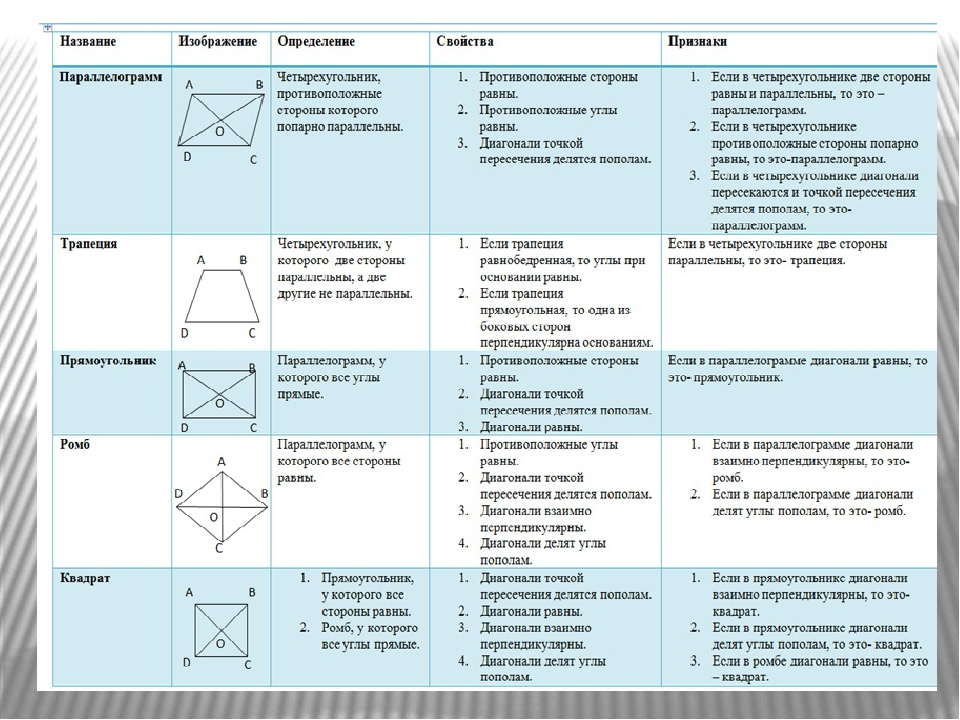 Название Изображение Определение Свойства Признаки
Параллелограмм
A B
O
D C
Четырехугольник,
противоположные
стороны которого
попарно параллельны.
1. Противоположные стороны
равны.
2. Противоположные углы
равны.
3. Диагонали точкой
пересечения делятся пополам.
1. Если в четырехугольнике две стороны
равны и параллельны, то это –
параллелограмм.
2. Если в четырехугольнике
противоположные стороны попарно
равны, то это-параллелограмм.
3. Если в четырехугольнике диагонали
пересекаются и точкой пересечения
делятся пополам, то это-
параллелограмм.
Трапеция
A B
D C
Четырехугольник, у
которого две стороны
параллельны, а две
другие не параллельны.
1. Если трапеция
равнобедренная, то углы при
основании равны.
2. Если трапеция
прямоугольная, то одна из
боковых сторон
перпендикулярна основаниям.
Если в четырехугольнике две стороны
параллельны, то это- трапеция.
Прямоугольник
A B
O
D C
Параллелограмм, у
которого все углы
прямые.
1. Противоположные стороны
равны.
2. Диагонали точкой
пересечения делятся пополам.
3. Диагонали равны.
Если в параллелограмме диагонали равны, то
это- прямоугольник.
Ромб
A
D B
O
C
Параллелограмм, у
которого все стороны
равны.
1. Противоположные углы
равны.
2. Диагонали точкой
пересечения делятся пополам.
3. Диагонали взаимно
перпендикулярны.
4. Диагонали делят углы
пополам.
1. Если в параллелограмме диагонали
взаимно перпендикулярны, то это-
ромб.
2. Если в параллелограмме диагонали
делят углы пополам, то это- ромб.
Квадрат
A B
O
D C
1. Прямоугольник,
у которого все
стороны равны.
2. Ромб, у которого
все углы прямые.
1. Диагонали точкой
пересечения делятся пополам.
2. Диагонали равны.
3. Диагонали взаимно
перпендикулярны.
4. Диагонали делят углы
пополам.
1. Если в прямоугольнике диагонали
взаимно перпендикулярны, то это-
квадрат.
2. Если в прямоугольнике диагонали
делят углы пополам, то это- квадрат.
3. Если в ромбе диагонали равны, то это
– квадрат.